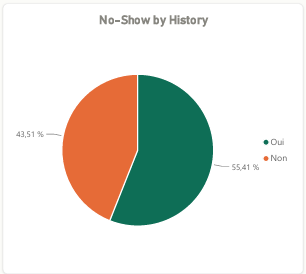 No-Show by History
43,51 %
Oui
Non
55,41 %